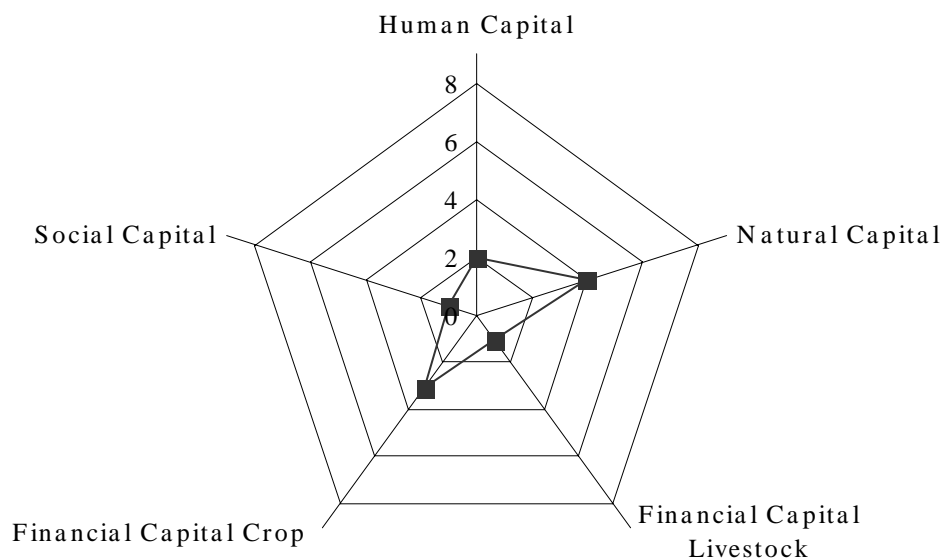 Human Capital
8
6
4
2
0
Social Capital
Natural Capital
Financial Capital Crop
Financial Capital
Livestock